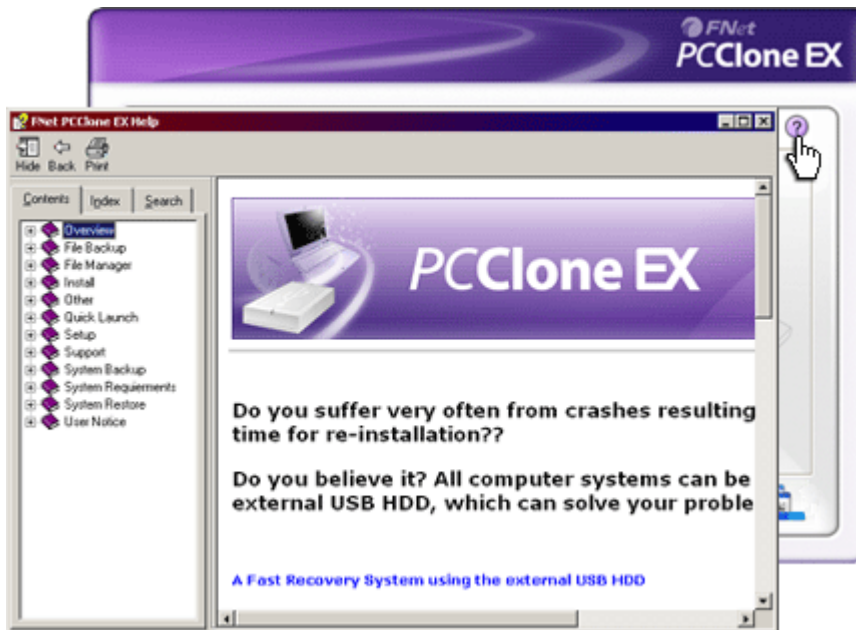 FNet
PCClone EX
FNet PCClone EX Help
Hide Back Print
Contents Index Search
Overview
File Backup
File Manager
Install
Other
Quick Launch
Setup
Support
System Backup
System Requierments
System Restore
User Notice
PCClone EX
Do you suffer very often from crashes resulting
time for re-installation??
Do you believe it? All computer systems can be
external USB HDD, which can solve your proble
A Fast Recovery System using the external USB HDD